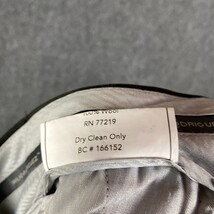 100% Wool
RN 77219
Dry Clean Only
BC # 166152